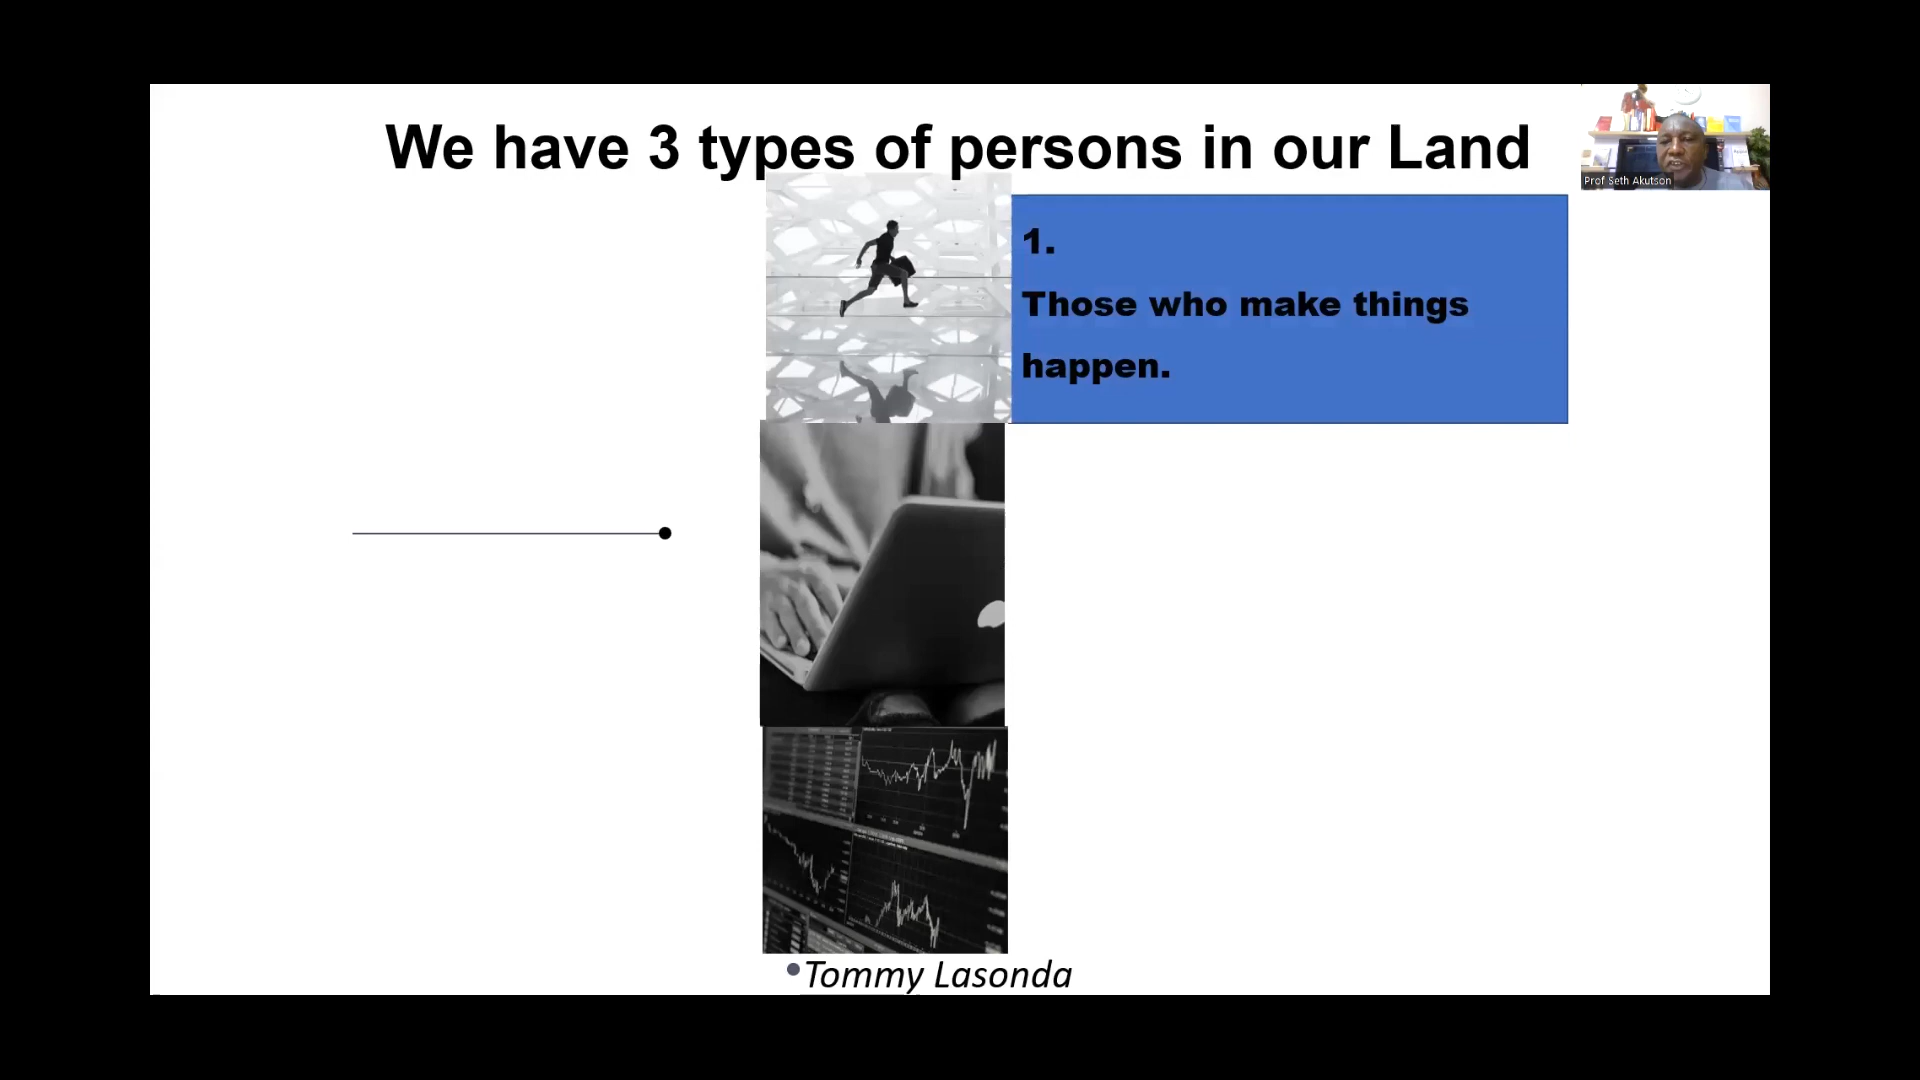 We have 3 types of persons in our Land
Prof Seth Akutson
1.
Those who make things
happen.
•Tommy Lasonda